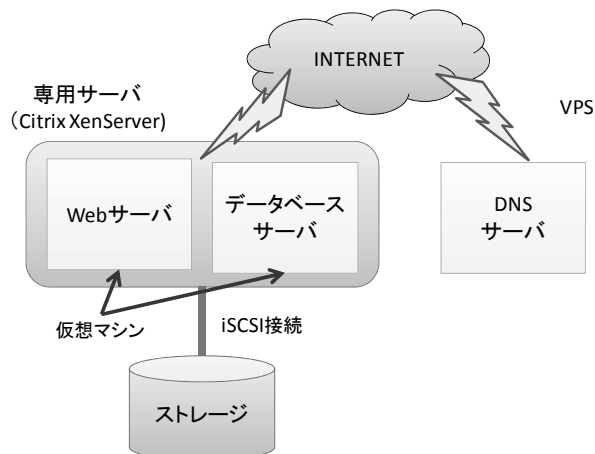 INTERNET
専用サーバ
（Citrix XenServer)
VPS
Webサーバ
データベース
サーバ
DNS
サーバ
仮想マシン
iSCSI接続
ストレージ